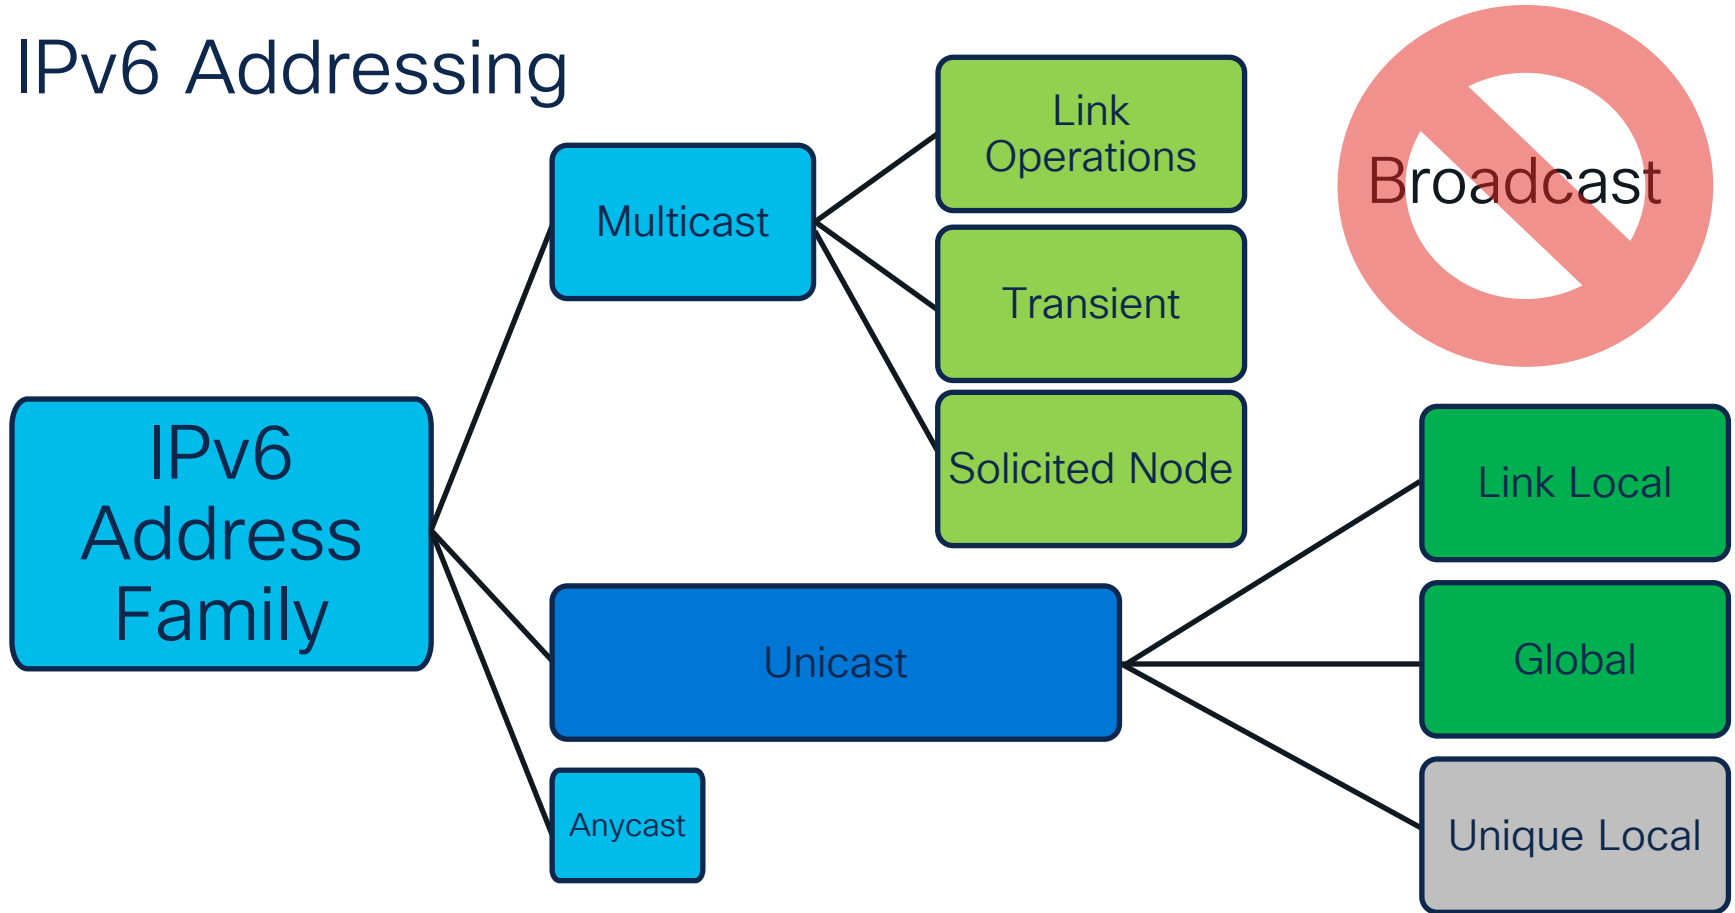 IPv6 Addressing
Link
Operations
Broadcast
Multicast
Transient
IPv6
Address
Family
Solicited Node
Link Local
Unicast
Global
Anycast
Unique Local